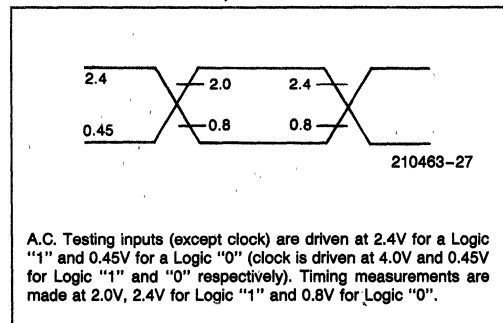 2.4 2.0 2.4
0.45 0.8 0.8
210463-27
A.C. Testing inputs (except clock) are driven at 2.4V for a Logic
"1" and 0.45V for a Logic "0" (clock is driven at 4.0V and 0.45V
for Logic "1" and "0" respectively). Timing measurements are
made at 2.0V, 2.4V for Logic "1" and 0.8V for Logic "0".